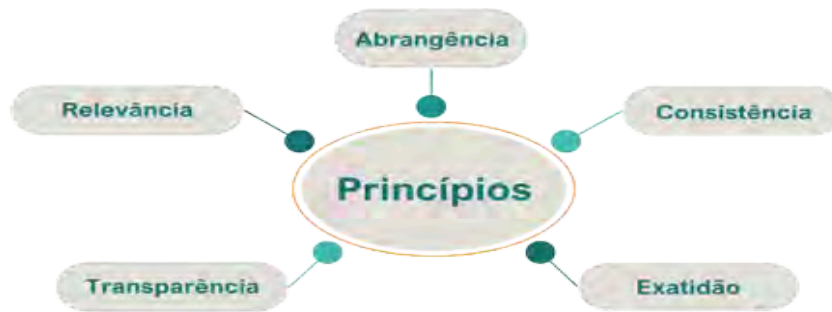 Abrangência
Relevância
Consistência
Princípios
Transparência
Exatidão